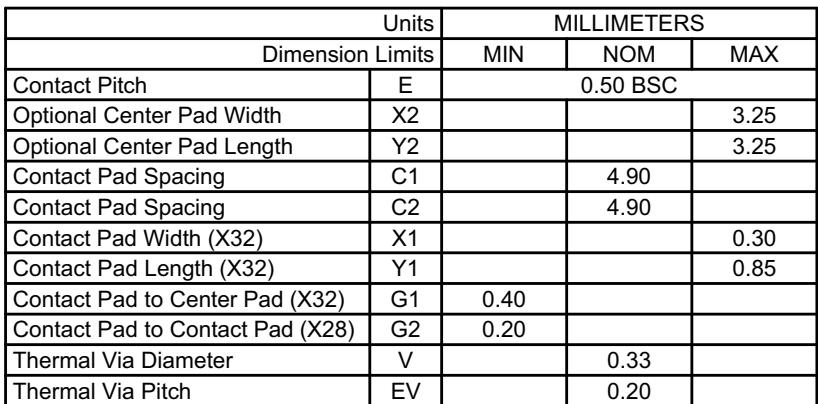 Units MILLIMETERS
Dimension Limits MIN NOM MAX
Contact Pitch E 0.50 BSC
Optional Center Pad Width X2 3.25
Optional Center Pad Length Y2 3.25
Contact Pad Spacing C1 4.90
Contact Pad Spacing C2 4.90
Contact Pad Width (X32) X1 0.30
Contact Pad Length (X32) Y1 0.85
Contact Pad to Center Pad (X32) G1 0.40
Contact Pad to Contact Pad (X28) G2 0.20
Thermal Via Diameter V 0.33
Thermal Via Pitch EV 0.20